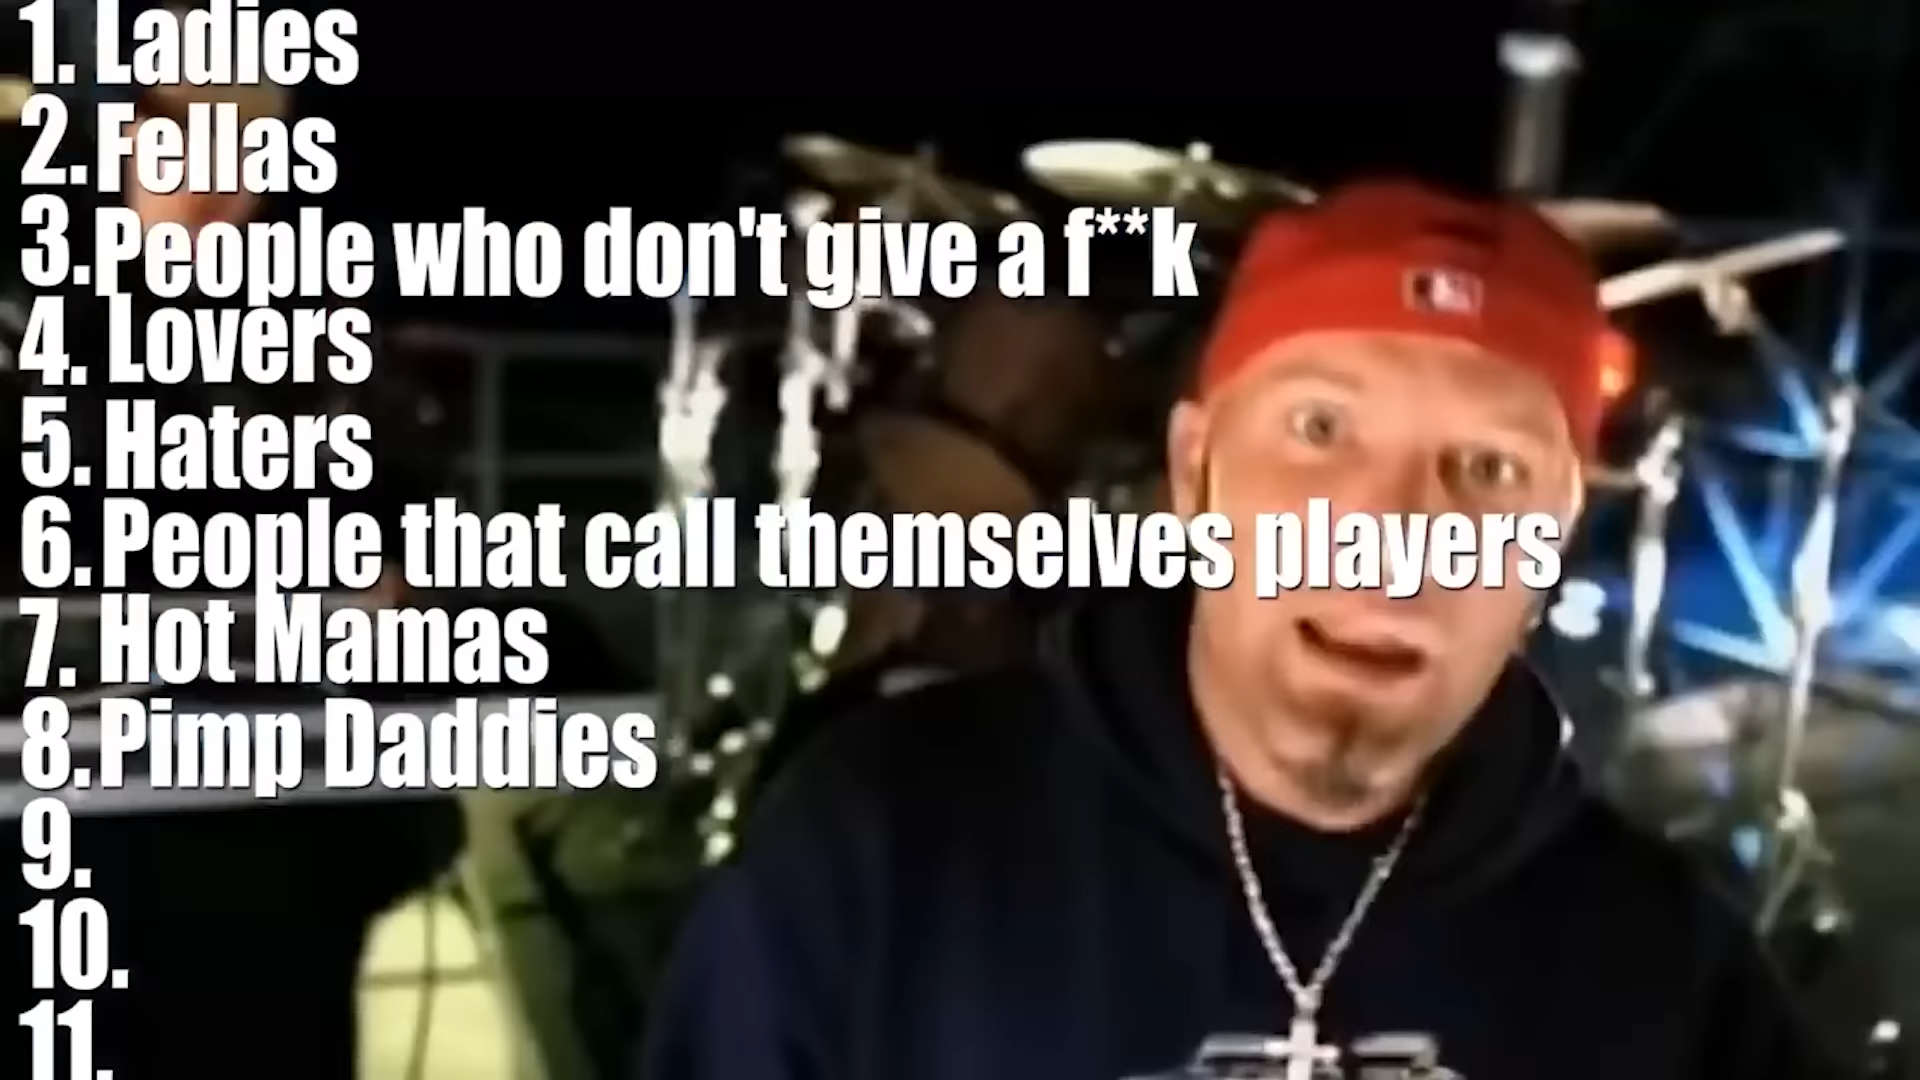 1. Ladies
2. Fellas
3. People who don't give a f**k
4. Lovers
5. Haters
6. People that call themselves players
7. Hot Mamas
8. Pimp Daddies
9.
10.
11.